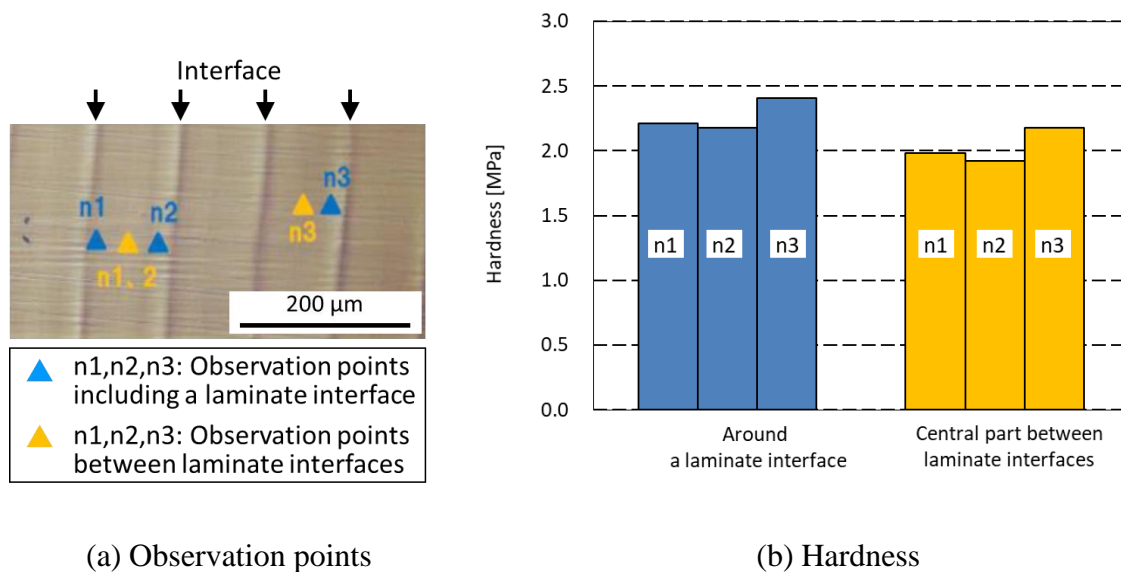 Interface
n1
n2
n3
n3
n1、2
200 μm
n1,n2,n3: Observation points
including a laminate interface
n1,n2,n3: Observation points
between laminate interfaces
(a) Observation points
Hardness [MPa]
3.0
2.5
2.0
1.5
1.0
0.5
0.0
n1
n2
n3
n1
n2
n3
Around
a laminate interface
Central part between
laminate interfaces
(b) Hardness